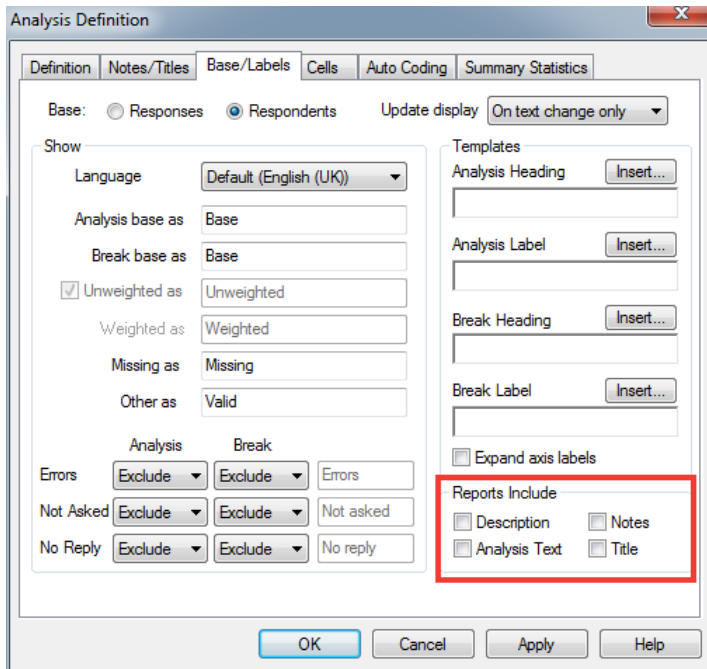 Analysis Definition
Definition Notes/Titles Base/Labels Cells Auto Coding Summary Statistics
Base: Responses Respondents Update display On text change only
Show
Language Default (English (UK))
Analysis base as Base
Break base as Base
Unweighted as Unweighted
Weighted as Weighted
Missing as Missing
Other as Valid
Analysis Break
Errors Exclude Exclude Errors
Not Asked Exclude Exclude Not asked
No Reply Exclude Exclude No reply
Templates
Analysis Heading Insert...
Analysis Label Insert...
Break Heading Insert...
Break Label Insert...
Expand axis labels
Reports Include
Description Notes
Analysis Text Title
OK Cancel Apply Help